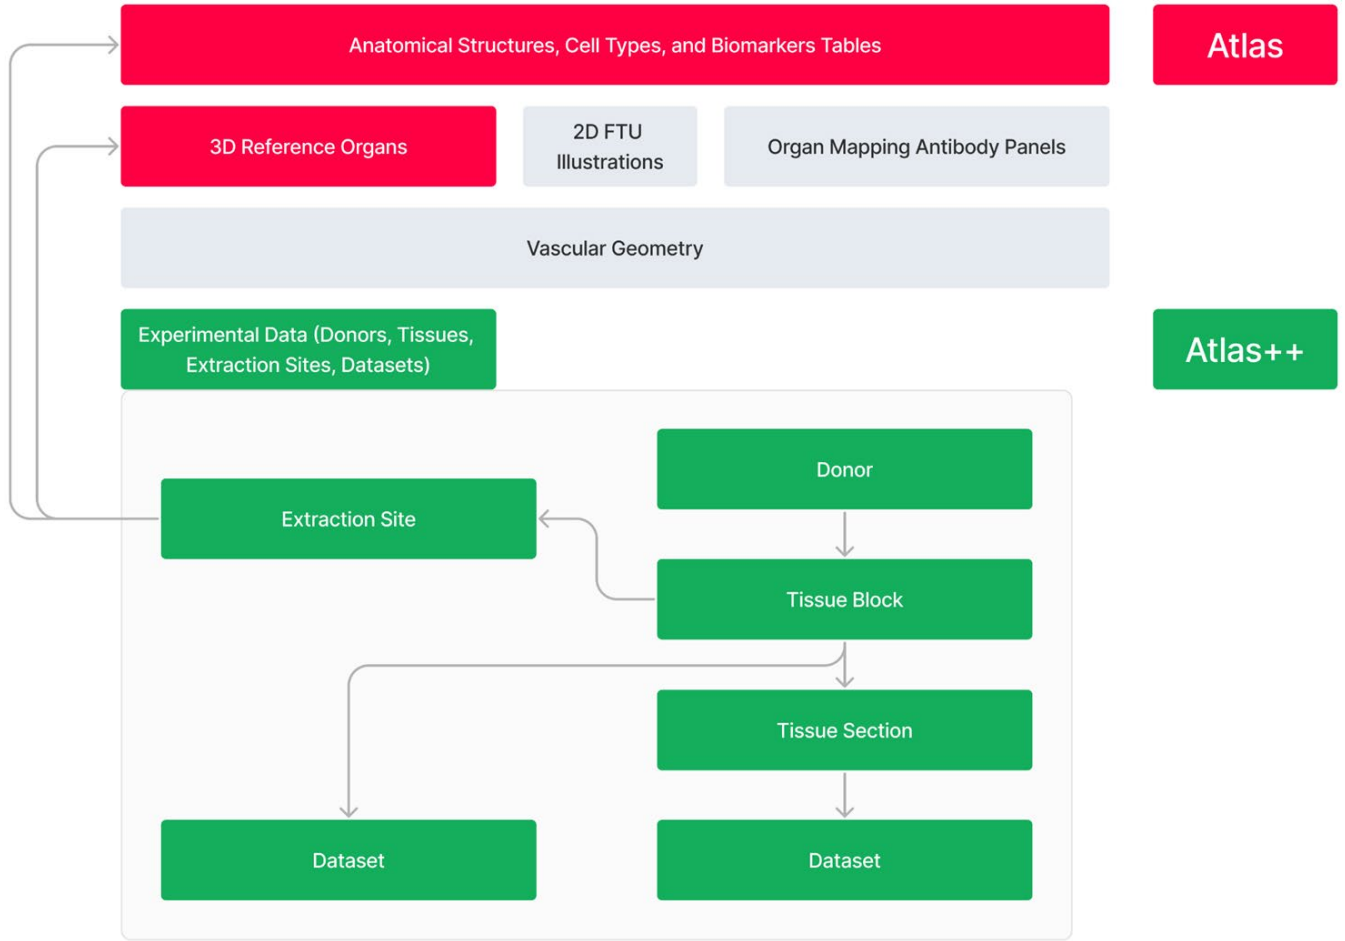 Anatomical Structures, Cell Types, and Biomarkers Tables
Atlas
3D Reference Organs
2D FTU
Illustrations
Organ Mapping Antibody Panels
Vascular Geometry
Experimental Data (Donors, Tissues,
Extraction Sites, Datasets)
Atlas++
Donor
Extraction Site
Tissue Block
Tissue Section
Dataset
Dataset